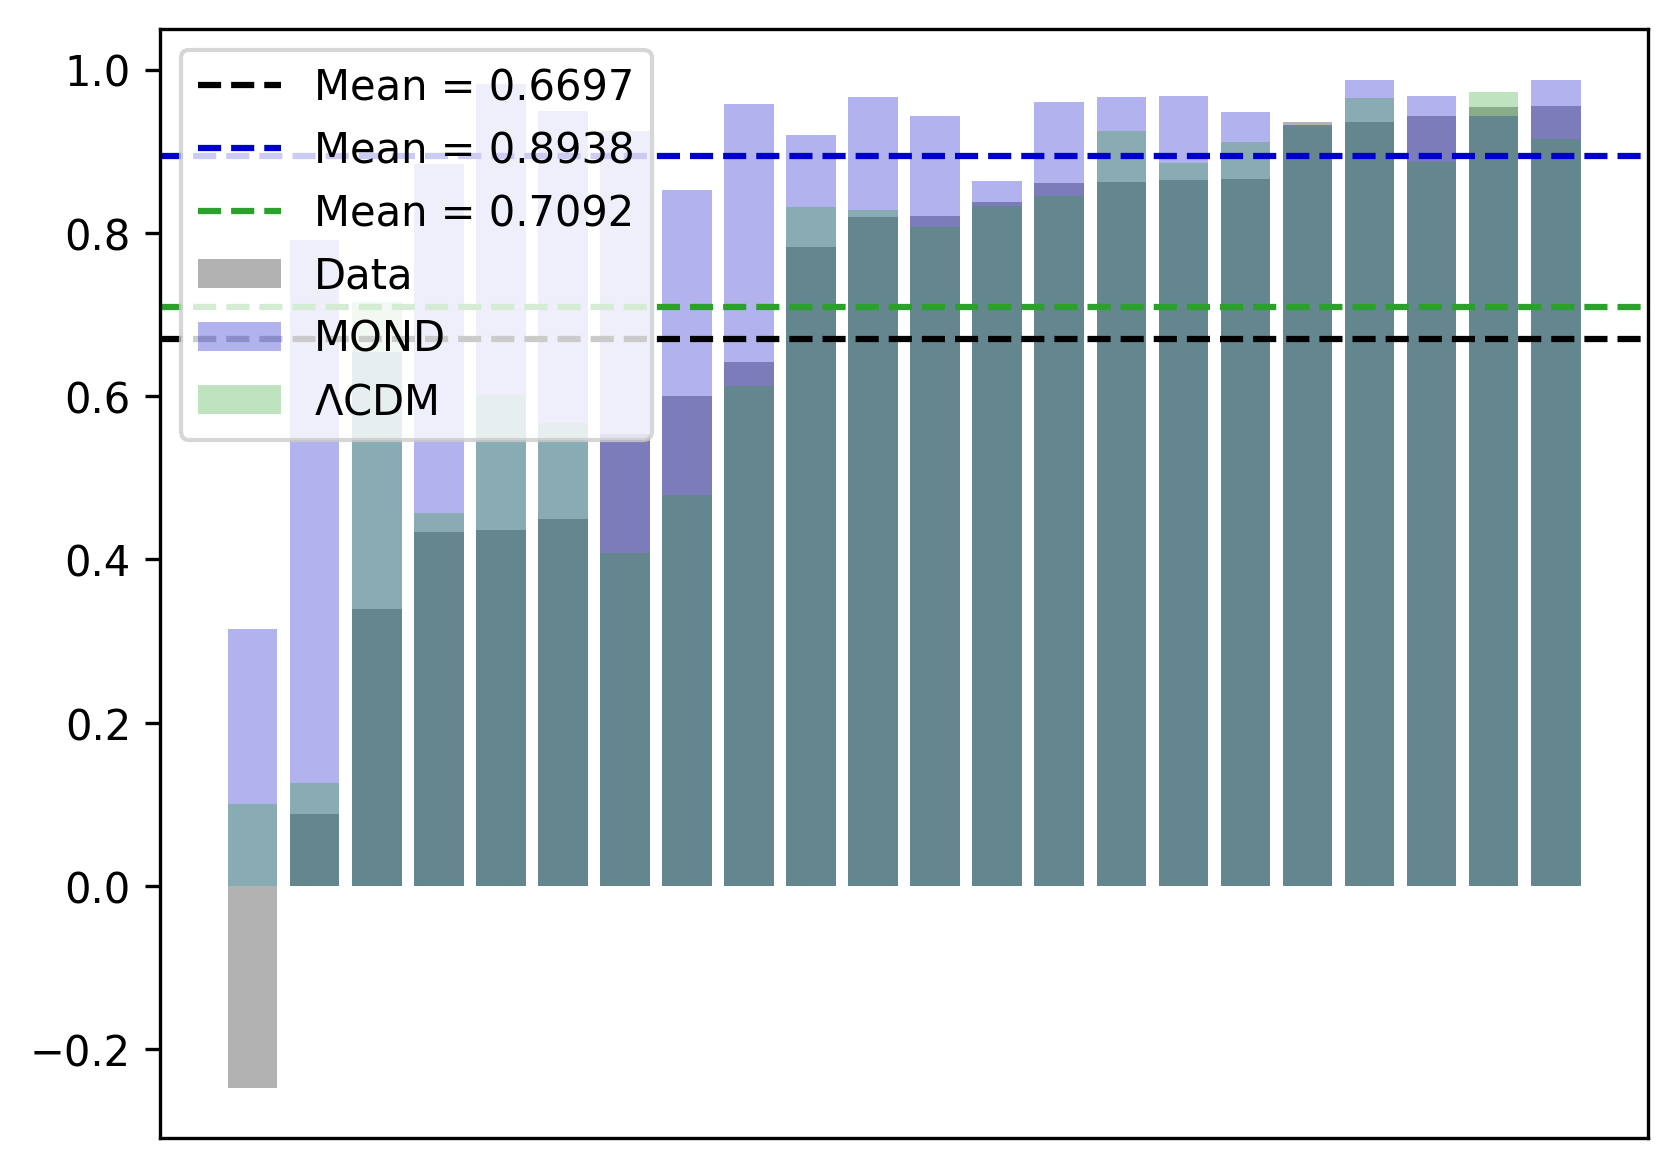 1.0
0.8
0.6
0.4
0.2
0.0
−0.2
Mean = 0.6697
Mean = 0.8938
Mean = 0.7092
Data
MOND
ΛCDM